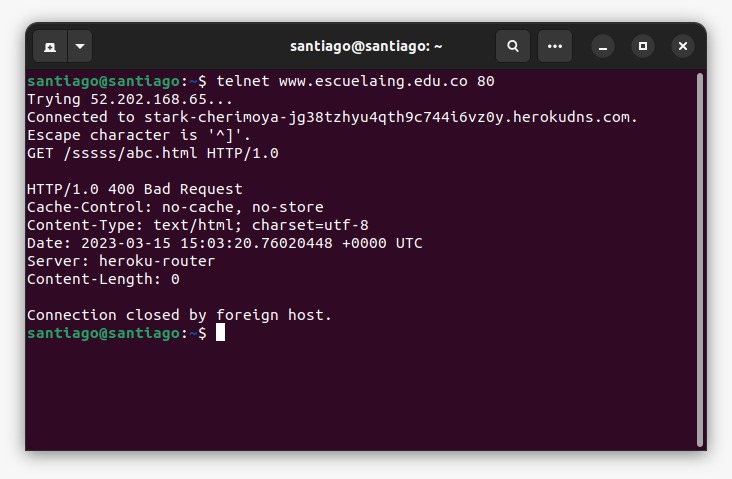 santiago@santiago: ~
santiago@santiago:~$ telnet www.escuelaing.edu.co 80
Trying 52.202.168.65...
Connected to stark-cherimoya-jg38tzhyu4qth9c744i6vz0y.herokudns.com.
Escape character is '^]'.
GET /sssss/abc.html HTTP/1.0
HTTP/1.0 400 Bad Request
Cache-Control: no-cache, no-store
Content-Type: text/html; charset=utf-8
Date: 2023-03-15 15:03:20.76020448 +0000 UTC
Server: heroku-router
Content-Length: 0
Connection closed by foreign host.
santiago@santiago:~$